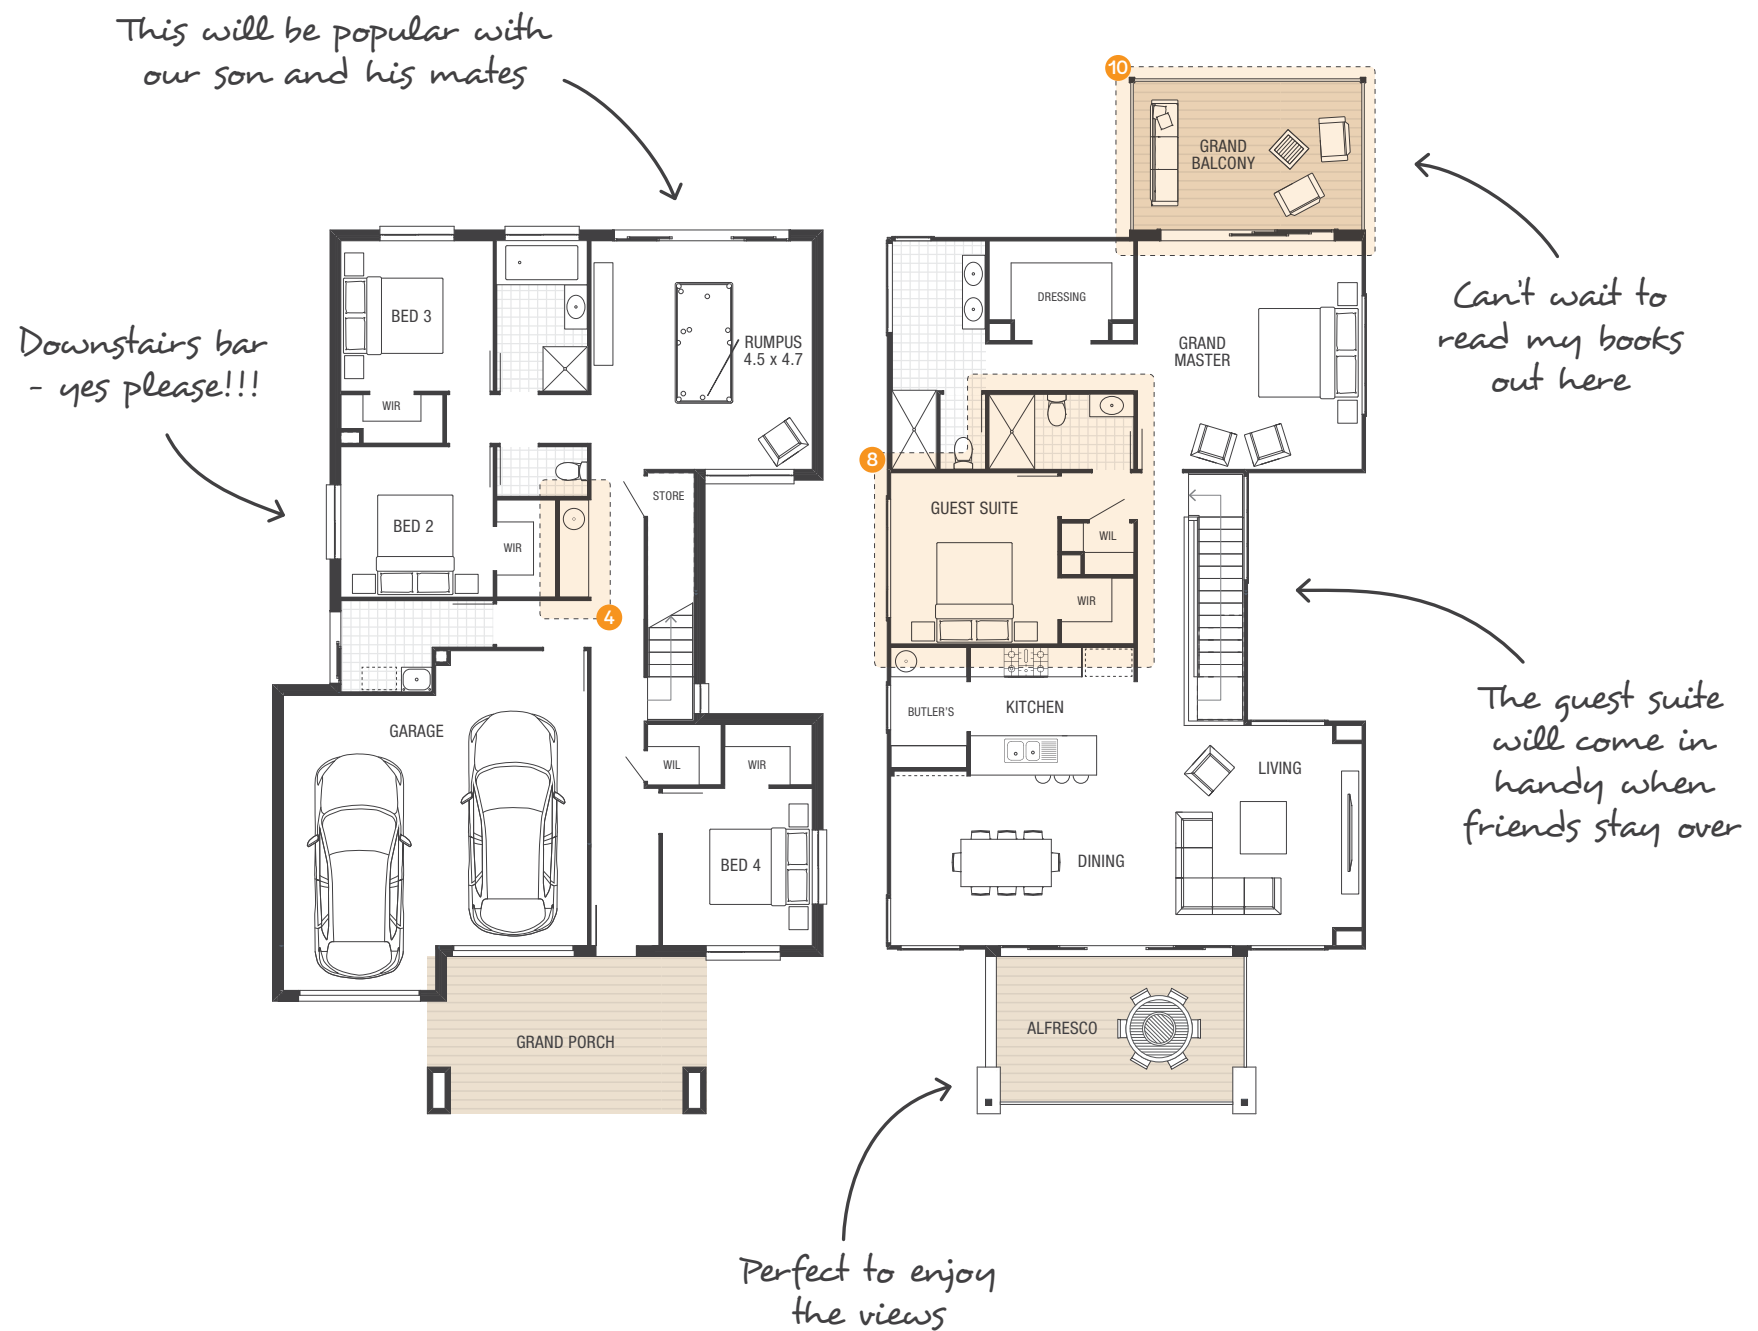 This will be popular with
our son and his mates
10
GRAND
BALCONY
Can't wait to
read my books
out here
Downstairs bar
- yes please!!!
BED 3
WIR
RUMPUS
4.5 x 4.7
STORE
BED 2
WIR
4
GARAGE
WIL
WIR
BED 4
GRAND PORCH
DRESSING
GRAND
MASTER
8
GUEST SUITE
WIL
WIR
BUTLER'S
KITCHEN
LIVING
DINING
ALFRESCO
The guest suite
will come in
handy when
friends stay over
Perfect to enjoy
the views